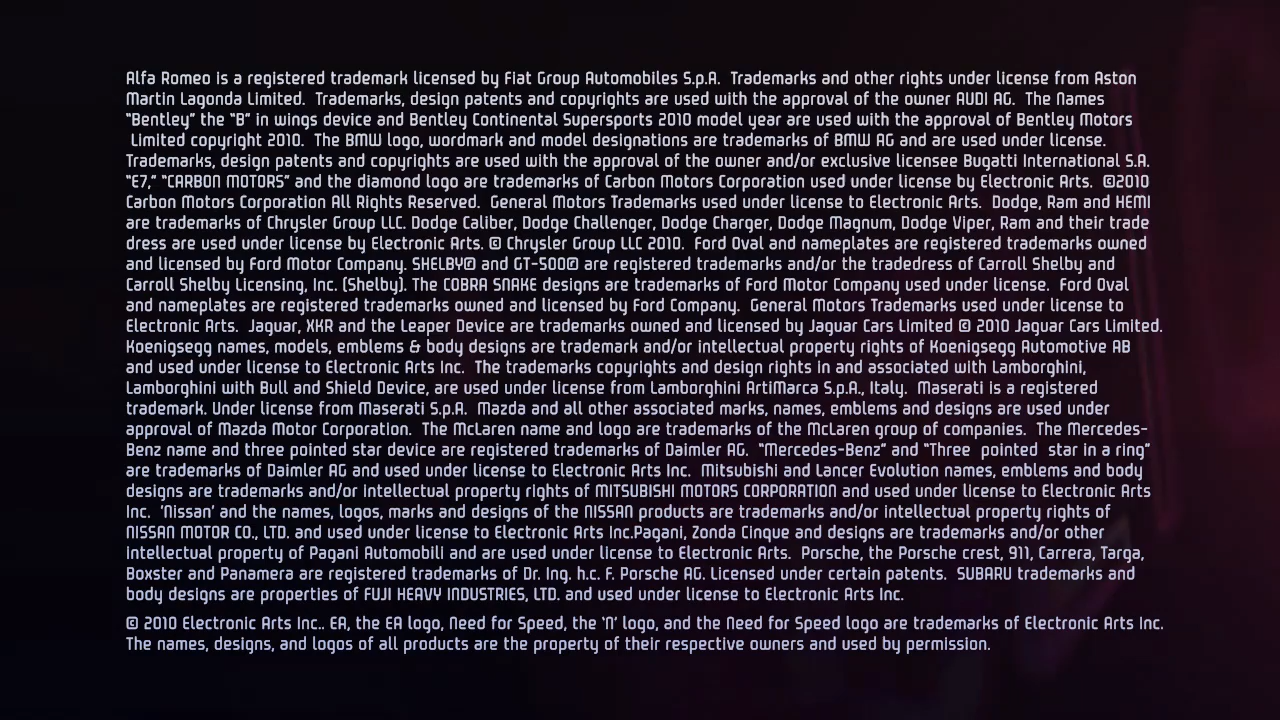 Alfa Romeo is a registered trademark licensed by Fiat Group Automobiles S.p.A.  Trademarks and other rights under license from Aston
Martin Lagonda Limited.  Trademarks, design patents and copyrights are used with the approval of the owner AUDI AG.  The Names
“Bentley” the “B” in wings device and Bentley Continental Supersports 2010 model year are used with the approval of Bentley Motors
Limited copyright 2010.  The BMW logo, wordmark and model designations are trademarks of BMW AG and are used under license.
Trademarks, design patents and copyrights are used with the approval of the owner and/or exclusive licensee Bugatti International S.A.
“E7,” “CARBON MOTORS” and the diamond logo are trademarks of Carbon Motors Corporation used under license by Electronic Arts.  ©2010
Carbon Motors Corporation All Rights Reserved.  General Motors Trademarks used under license to Electronic Arts.  Dodge, Ram and HEMI
are trademarks of Chrysler Group LLC. Dodge Caliber, Dodge Challenger, Dodge Charger, Dodge Magnum, Dodge Viper, Ram and their trade
dress are used under license by Electronic Arts. © Chrysler Group LLC 2010.  Ford Oval and nameplates are registered trademarks owned
and licensed by Ford Motor Company. SHELBY® and GT-500® are registered trademarks and/or the tradedress of Carroll Shelby and
Carroll Shelby Licensing, Inc. (Shelby). The COBRA SNAKE designs are trademarks of Ford Motor Company used under license.  Ford Oval
and nameplates are registered trademarks owned and licensed by Ford Company.  General Motors Trademarks used under license to
Electronic Arts.  Jaguar, XKR and the Leaper Device are trademarks owned and licensed by Jaguar Cars Limited © 2010 Jaguar Cars Limited.
Koenigsegg names, models, emblems & body designs are trademark and/or intellectual property rights of Koenigsegg Automotive AB
and used under license to Electronic Arts Inc.  The trademarks copyrights and design rights in and associated with Lamborghini,
Lamborghini with Bull and Shield Device, are used under license from Lamborghini ArtiMarca S.p.A., Italy.  Maserati is a registered
trademark. Under license from Maserati S.p.A.  Mazda and all other associated marks, names, emblems and designs are used under
approval of Mazda Motor Corporation.  The McLaren name and logo are trademarks of the McLaren group of companies.  The Mercedes-
Benz name and three pointed star device are registered trademarks of Daimler AG.  “Mercedes-Benz” and “Three  pointed  star in a ring”
are trademarks of Daimler AG and used under license to Electronic Arts Inc.  Mitsubishi and Lancer Evolution names, emblems and body
designs are trademarks and/or intellectual property rights of MITSUBISHI MOTORS CORPORATION and used under license to Electronic Arts
Inc.  ‘Nissan’ and the names, logos, marks and designs of the NISSAN products are trademarks and/or intellectual property rights of
NISSAN MOTOR CO., LTD. and used under license to Electronic Arts Inc.Pagani, Zonda Cinque and designs are trademarks and/or other
intellectual property of Pagani Automobili and are used under license to Electronic Arts.  Porsche, the Porsche crest, 911, Carrera, Targa,
Boxster and Panamera are registered trademarks of Dr. Ing. h.c. F. Porsche AG. Licensed under certain patents.  SUBARU trademarks and
body designs are properties of FUJI HEAVY INDUSTRIES, LTD. and used under license to Electronic Arts Inc.
© 2010 Electronic Arts Inc.. EA, the EA logo, Need for Speed, the ‘N’ logo, and the Need for Speed logo are trademarks of Electronic Arts Inc.
The names, designs, and logos of all products are the property of their respective owners and used by permission.